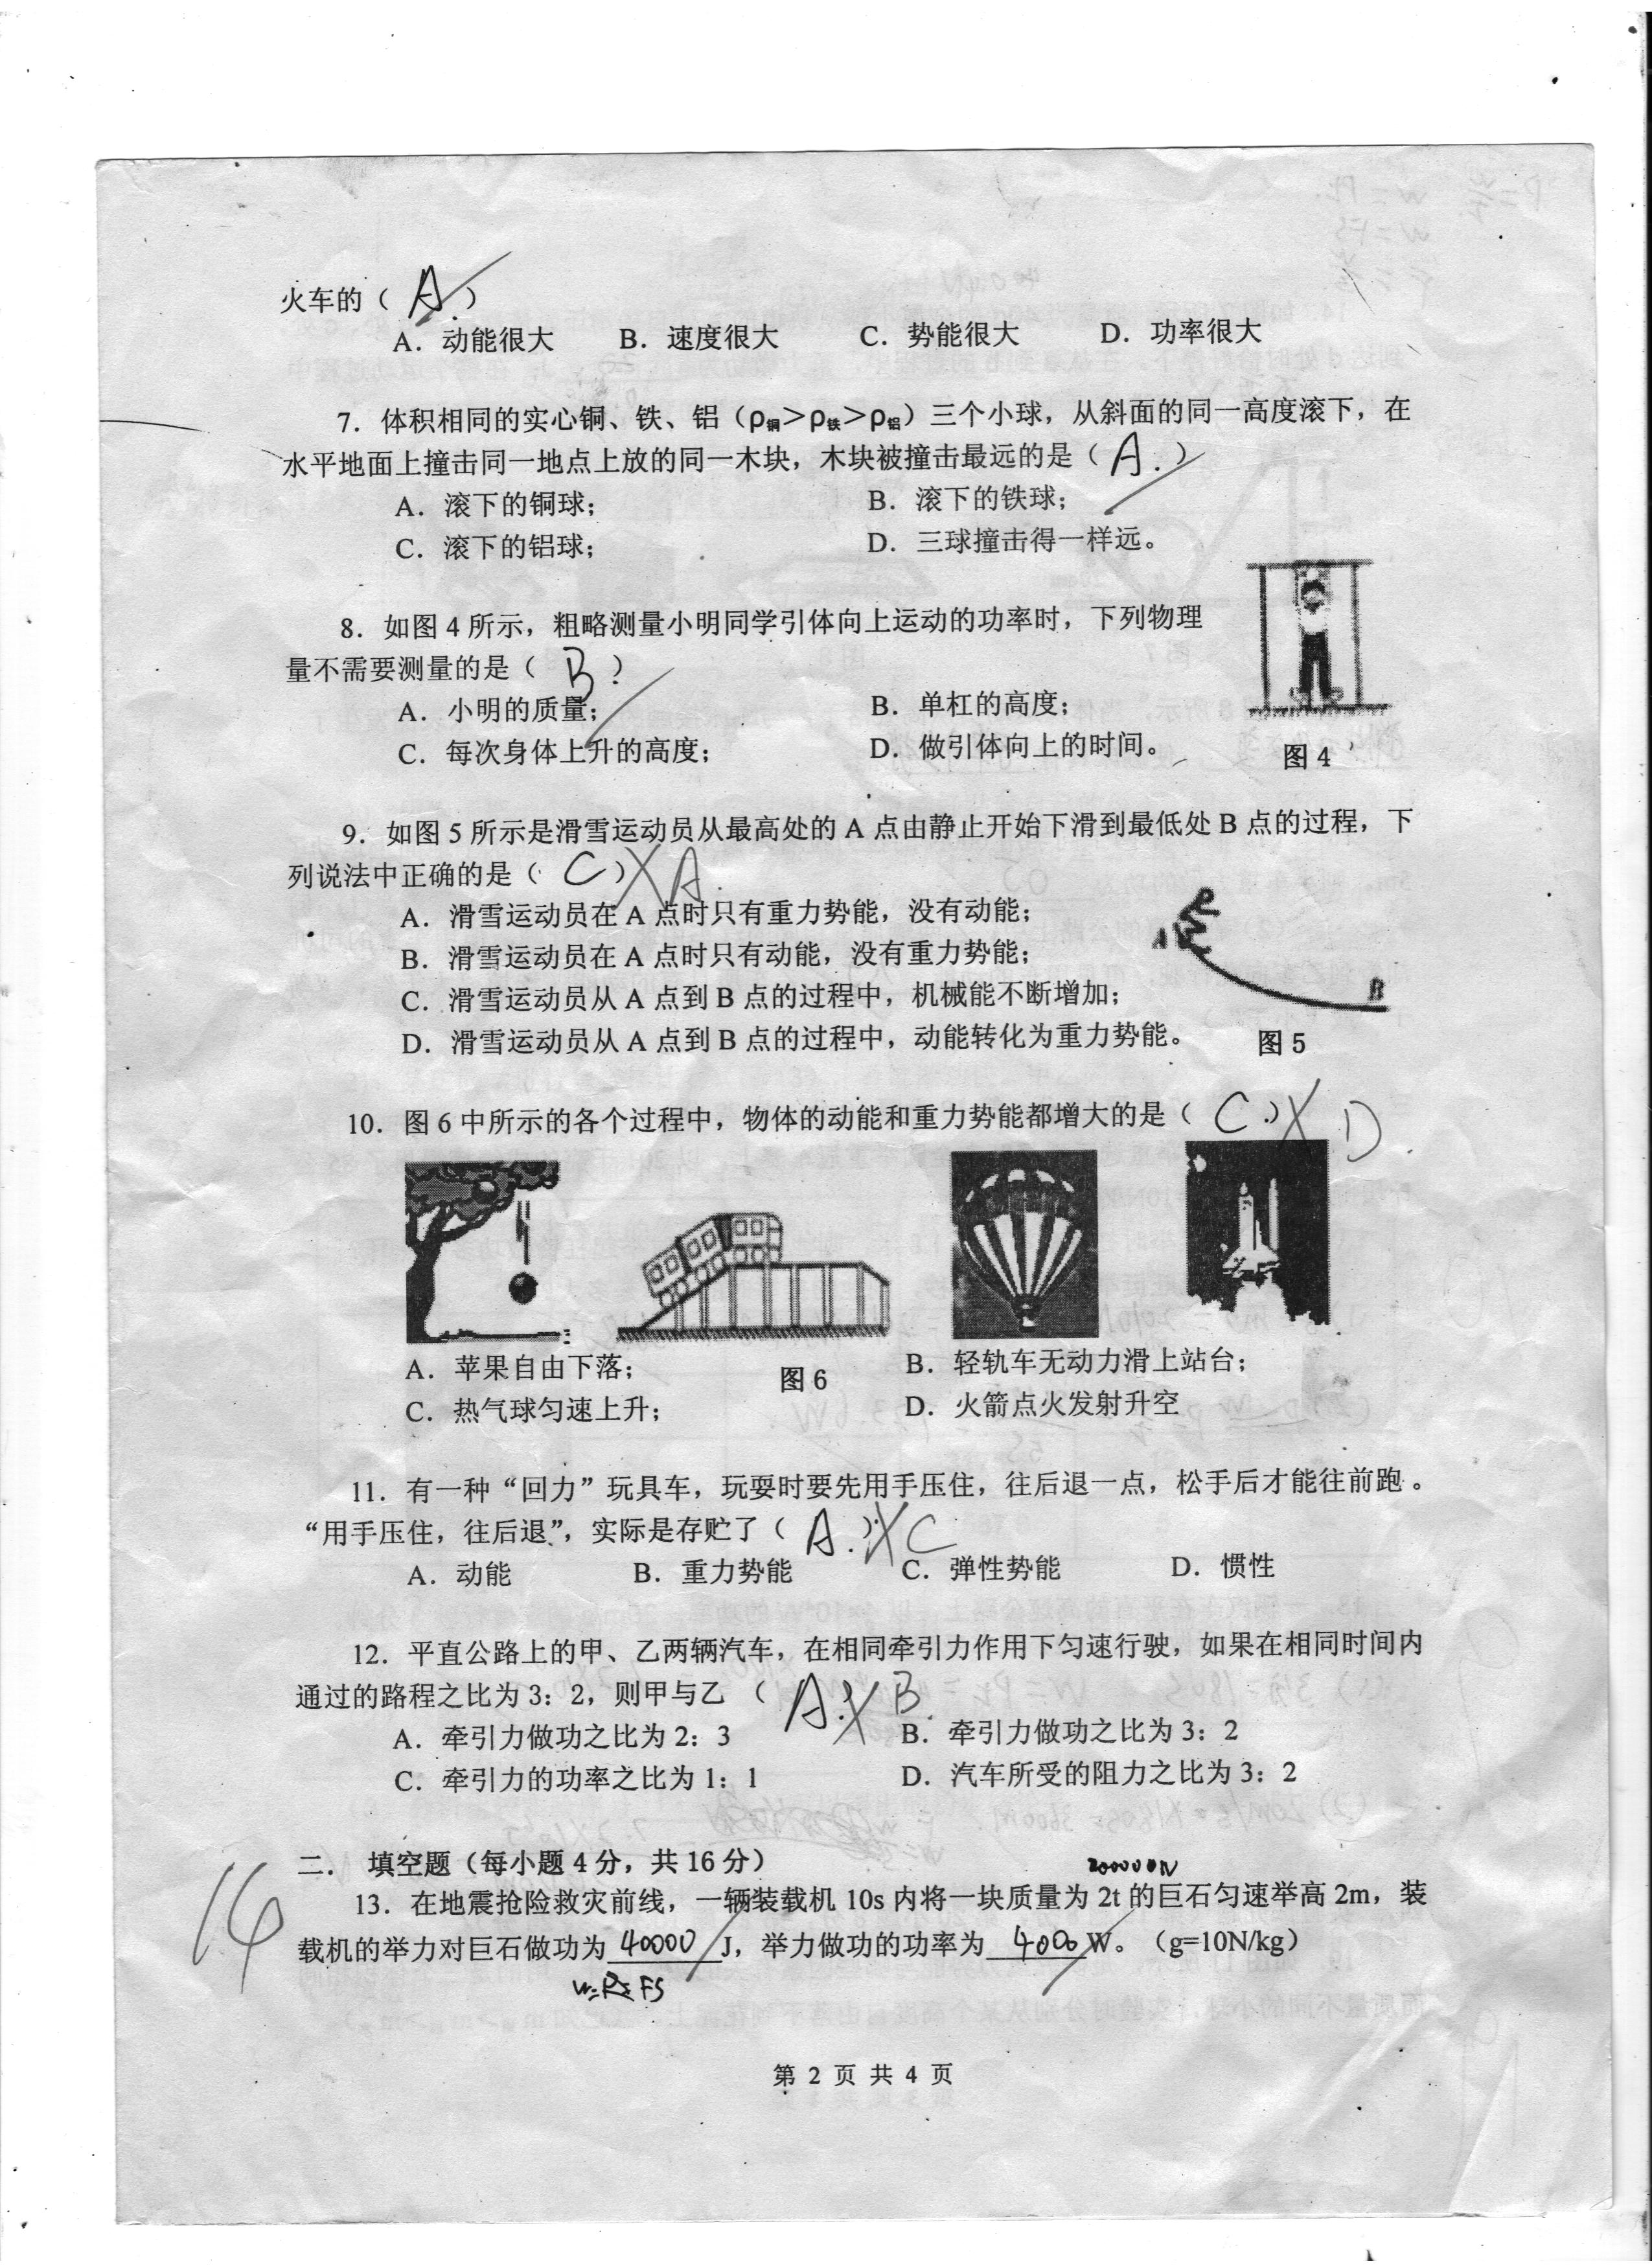 火车的（ A ）
A．动能很大 B．速度很大 C．势能很大 D．功率很大
7．体积相同的实心铜、铁、铝（ρ铜＞ρ铁＞ρ铝）三个小球，从斜面的同一高度滚下，在
水平地面上撞击同一地点上放的同一木块，木块被撞击最远的是（ A. ）
A．滚下的铜球； B．滚下的铁球；
C．滚下的铝球； D．三球撞击得一样远。
8．如图 4 所示，粗略测量小明同学引体向上运动的功率时，下列物理
量不需要测量的是（ B ）
A．小明的质量； B．单杠的高度；
C．每次身体上升的高度； D．做引体向上的时间。
图 4
9．如图 5 所示是滑雪运动员从最高处的 A 点由静止开始下滑到最低处 B 点的过程，下
列说法中正确的是（ C ）X A.
A．滑雪运动员在 A 点时只有重力势能，没有动能；
B．滑雪运动员在 A 点时只有动能，没有重力势能；
C．滑雪运动员从 A 点到 B 点的过程中，机械能不断增加；
D．滑雪运动员从 A 点到 B 点的过程中，动能转化为重力势能。
A
B
图 5
10．图 6 中所示的各个过程中，物体的动能和重力势能都增大的是（ C. ）X D.
A．苹果自由下落； 图 6 B．轻轨车无动力滑上站台；
C．热气球匀速上升； D．火箭点火发射升空
11．有一种“回力”玩具车，玩耍时要先用手压住，往后退一点，松手后才能往前跑。
“用手压住，往后退”，实际是存贮了（ A. ）X C
A．动能 B．重力势能 C．弹性势能 D．惯性
12．平直公路上的甲、乙两辆汽车，在相同牵引力作用下匀速行驶，如果在相同时间内
通过的路程之比为 3：2，则甲与乙 （ A. ）X B.
A．牵引力做功之比为 2：3 B．牵引力做功之比为 3：2
C．牵引力的功率之比为 1：1 D．汽车所受的阻力之比为 3：2
二． 填空题（每小题 4 分，共 16 分）
16
13．在地震抢险救灾前线，一辆装载机 10s 内将一块质量为 2t 的巨石匀速举高 2m，装
载机的举力对巨石做功为 40000 J，举力做功的功率为 4000 W。（g=10N/kg）
第 2 页 共 4 页